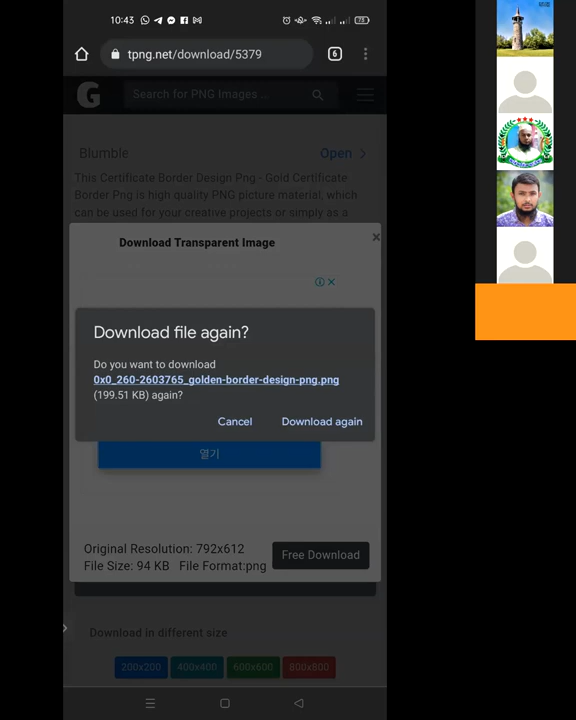 10:43
73
tpng.net/download/5379
6
G
Search for PNG Images ...
Blumble
Open
This Certificate Border Design Png - Gold Certificate
Border Png is high quality PNG picture material, which
can be used for your creative projects or simply as a
Download Transparent Image
Download file again?
Do you want to download
0x0_260-2603765_golden-border-design-png.png
(199.51 KB) again?
Cancel
Download again
열기
Original Resolution: 792x612
File Size: 94 KB File Format:png
Free Download
Download in different size
200x200
400x400
600x600
800x800